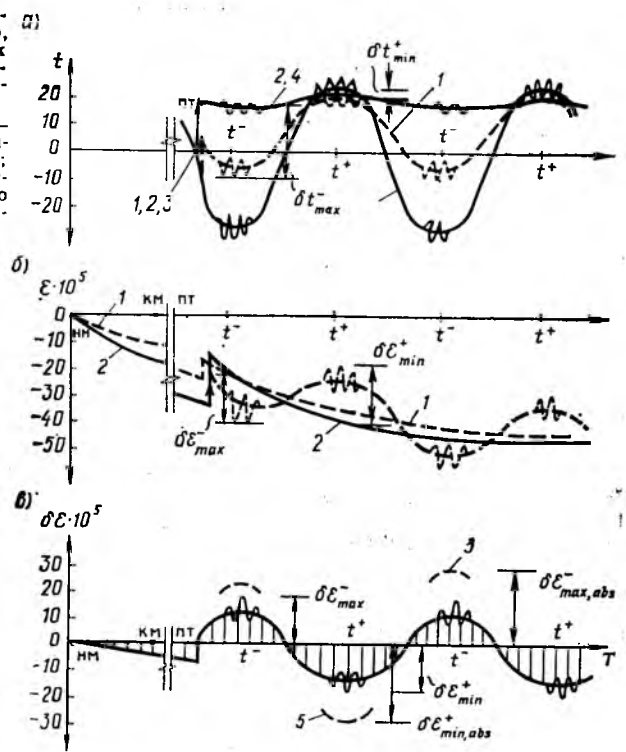 а)
t
20
10
0
-10
-20
пт
2,4
δt⁺min
1
t⁻
t⁺
t⁻
t⁺
1,2,3
δt⁻max
б)
ε·10⁵
0
-10
-20
-30
-40
-50
нм
1
2
км
пт
t⁻
t⁺
t⁻
t⁺
δε⁺min
1
2
δε⁻max
в)
δε·10⁵
30
20
10
0
-10
-20
-30
нм
км
пт
t⁻
t⁺
t⁻
t⁺
δε⁻max
3
δε⁻max,abs
T
δε⁺min
5
δε⁺min,abs